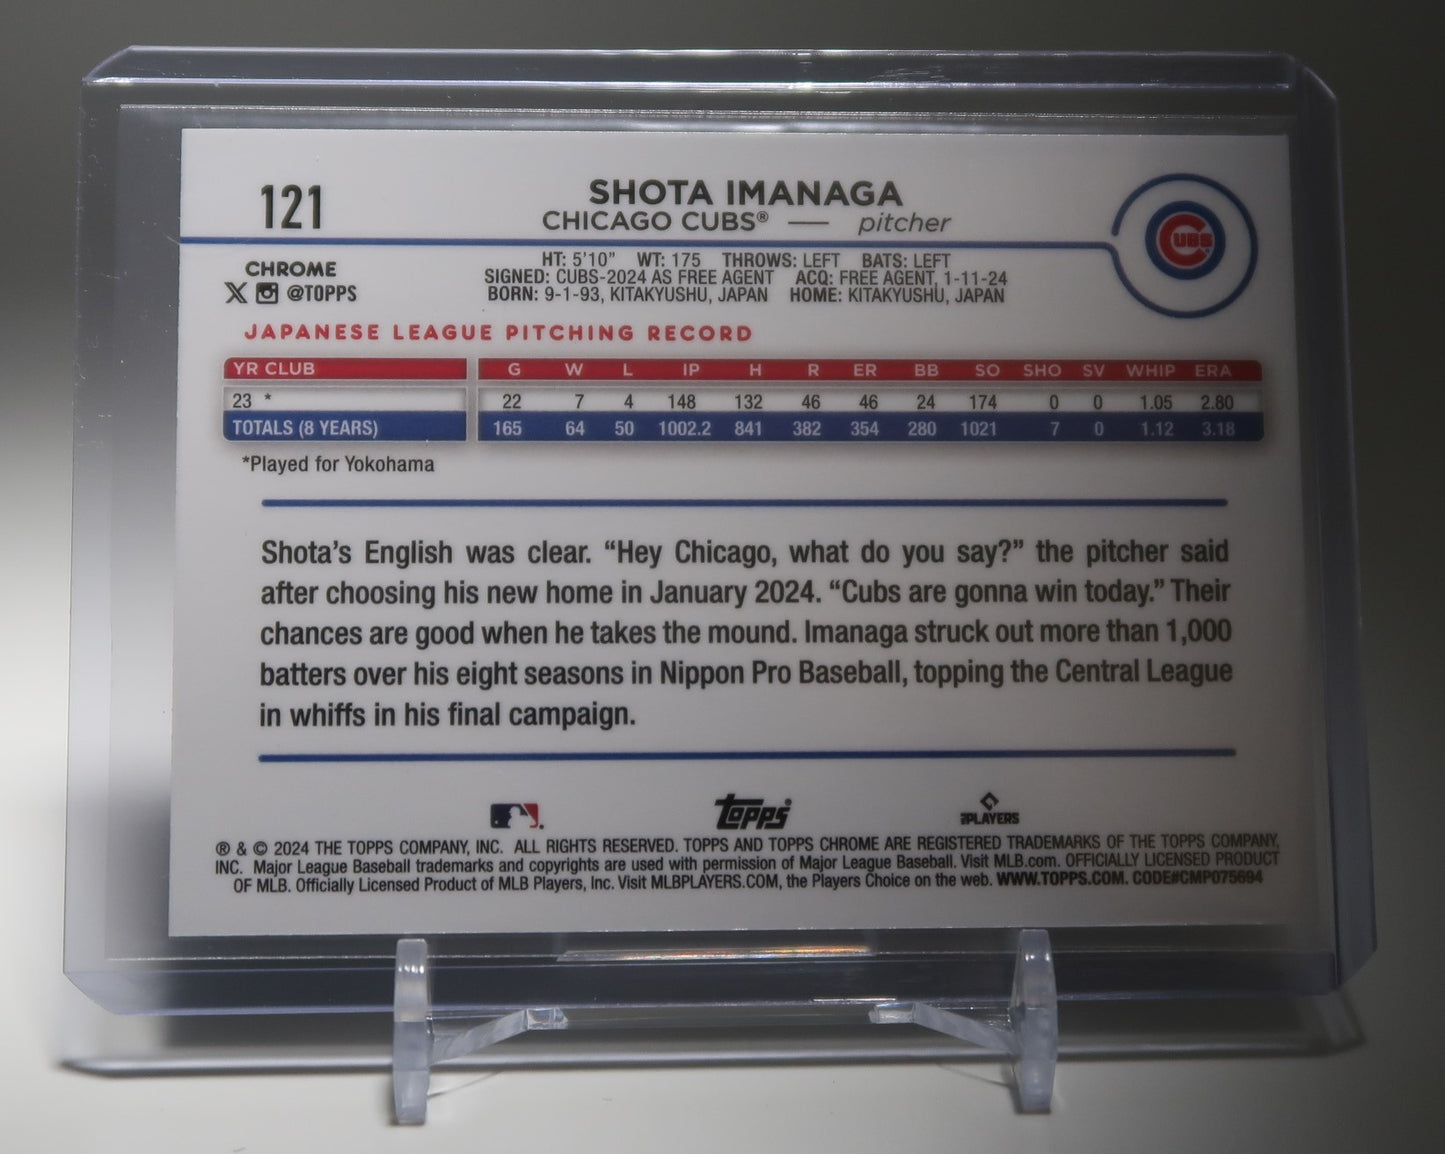 121
SHOTA IMANAGA
CHICAGO CUBS® — pitcher
CUBS
CHROME
@TOPPS
HT: 5'10" WT: 175 THROWS: LEFT BATS: LEFT
SIGNED: CUBS-2024 AS FREE AGENT ACQ: FREE AGENT, 1-11-24
BORN: 9-1-93, KITAKYUSHU, JAPAN HOME: KITAKYUSHU, JAPAN
JAPANESE LEAGUE PITCHING RECORD
YR CLUB G W L IP H R ER BB SO SHO SV WHIP ERA
23 * 22 7 4 148 132 46 46 24 174 0 0 1.05 2.80
TOTALS (8 YEARS) 165 64 50 1002.2 841 382 354 280 1021 7 0 1.12 3.18
*Played for Yokohama
Shota's English was clear. “Hey Chicago, what do you say?” the pitcher said
after choosing his new home in January 2024. “Cubs are gonna win today.” Their
chances are good when he takes the mound. Imanaga struck out more than 1,000
batters over his eight seasons in Nippon Pro Baseball, topping the Central League
in whiffs in his final campaign.
topps
PLAYERS
® & © 2024 THE TOPPS COMPANY, INC. ALL RIGHTS RESERVED. TOPPS AND TOPPS CHROME ARE REGISTERED TRADEMARKS OF THE TOPPS COMPANY,
INC. Major League Baseball trademarks and copyrights are used with permission of Major League Baseball. Visit MLB.com. OFFICIALLY LICENSED PRODUCT
OF MLB. Officially Licensed Product of MLB Players, Inc. Visit MLBPLAYERS.COM, the Players Choice on the web. WWW.TOPPS.COM. CODE#CMP075694